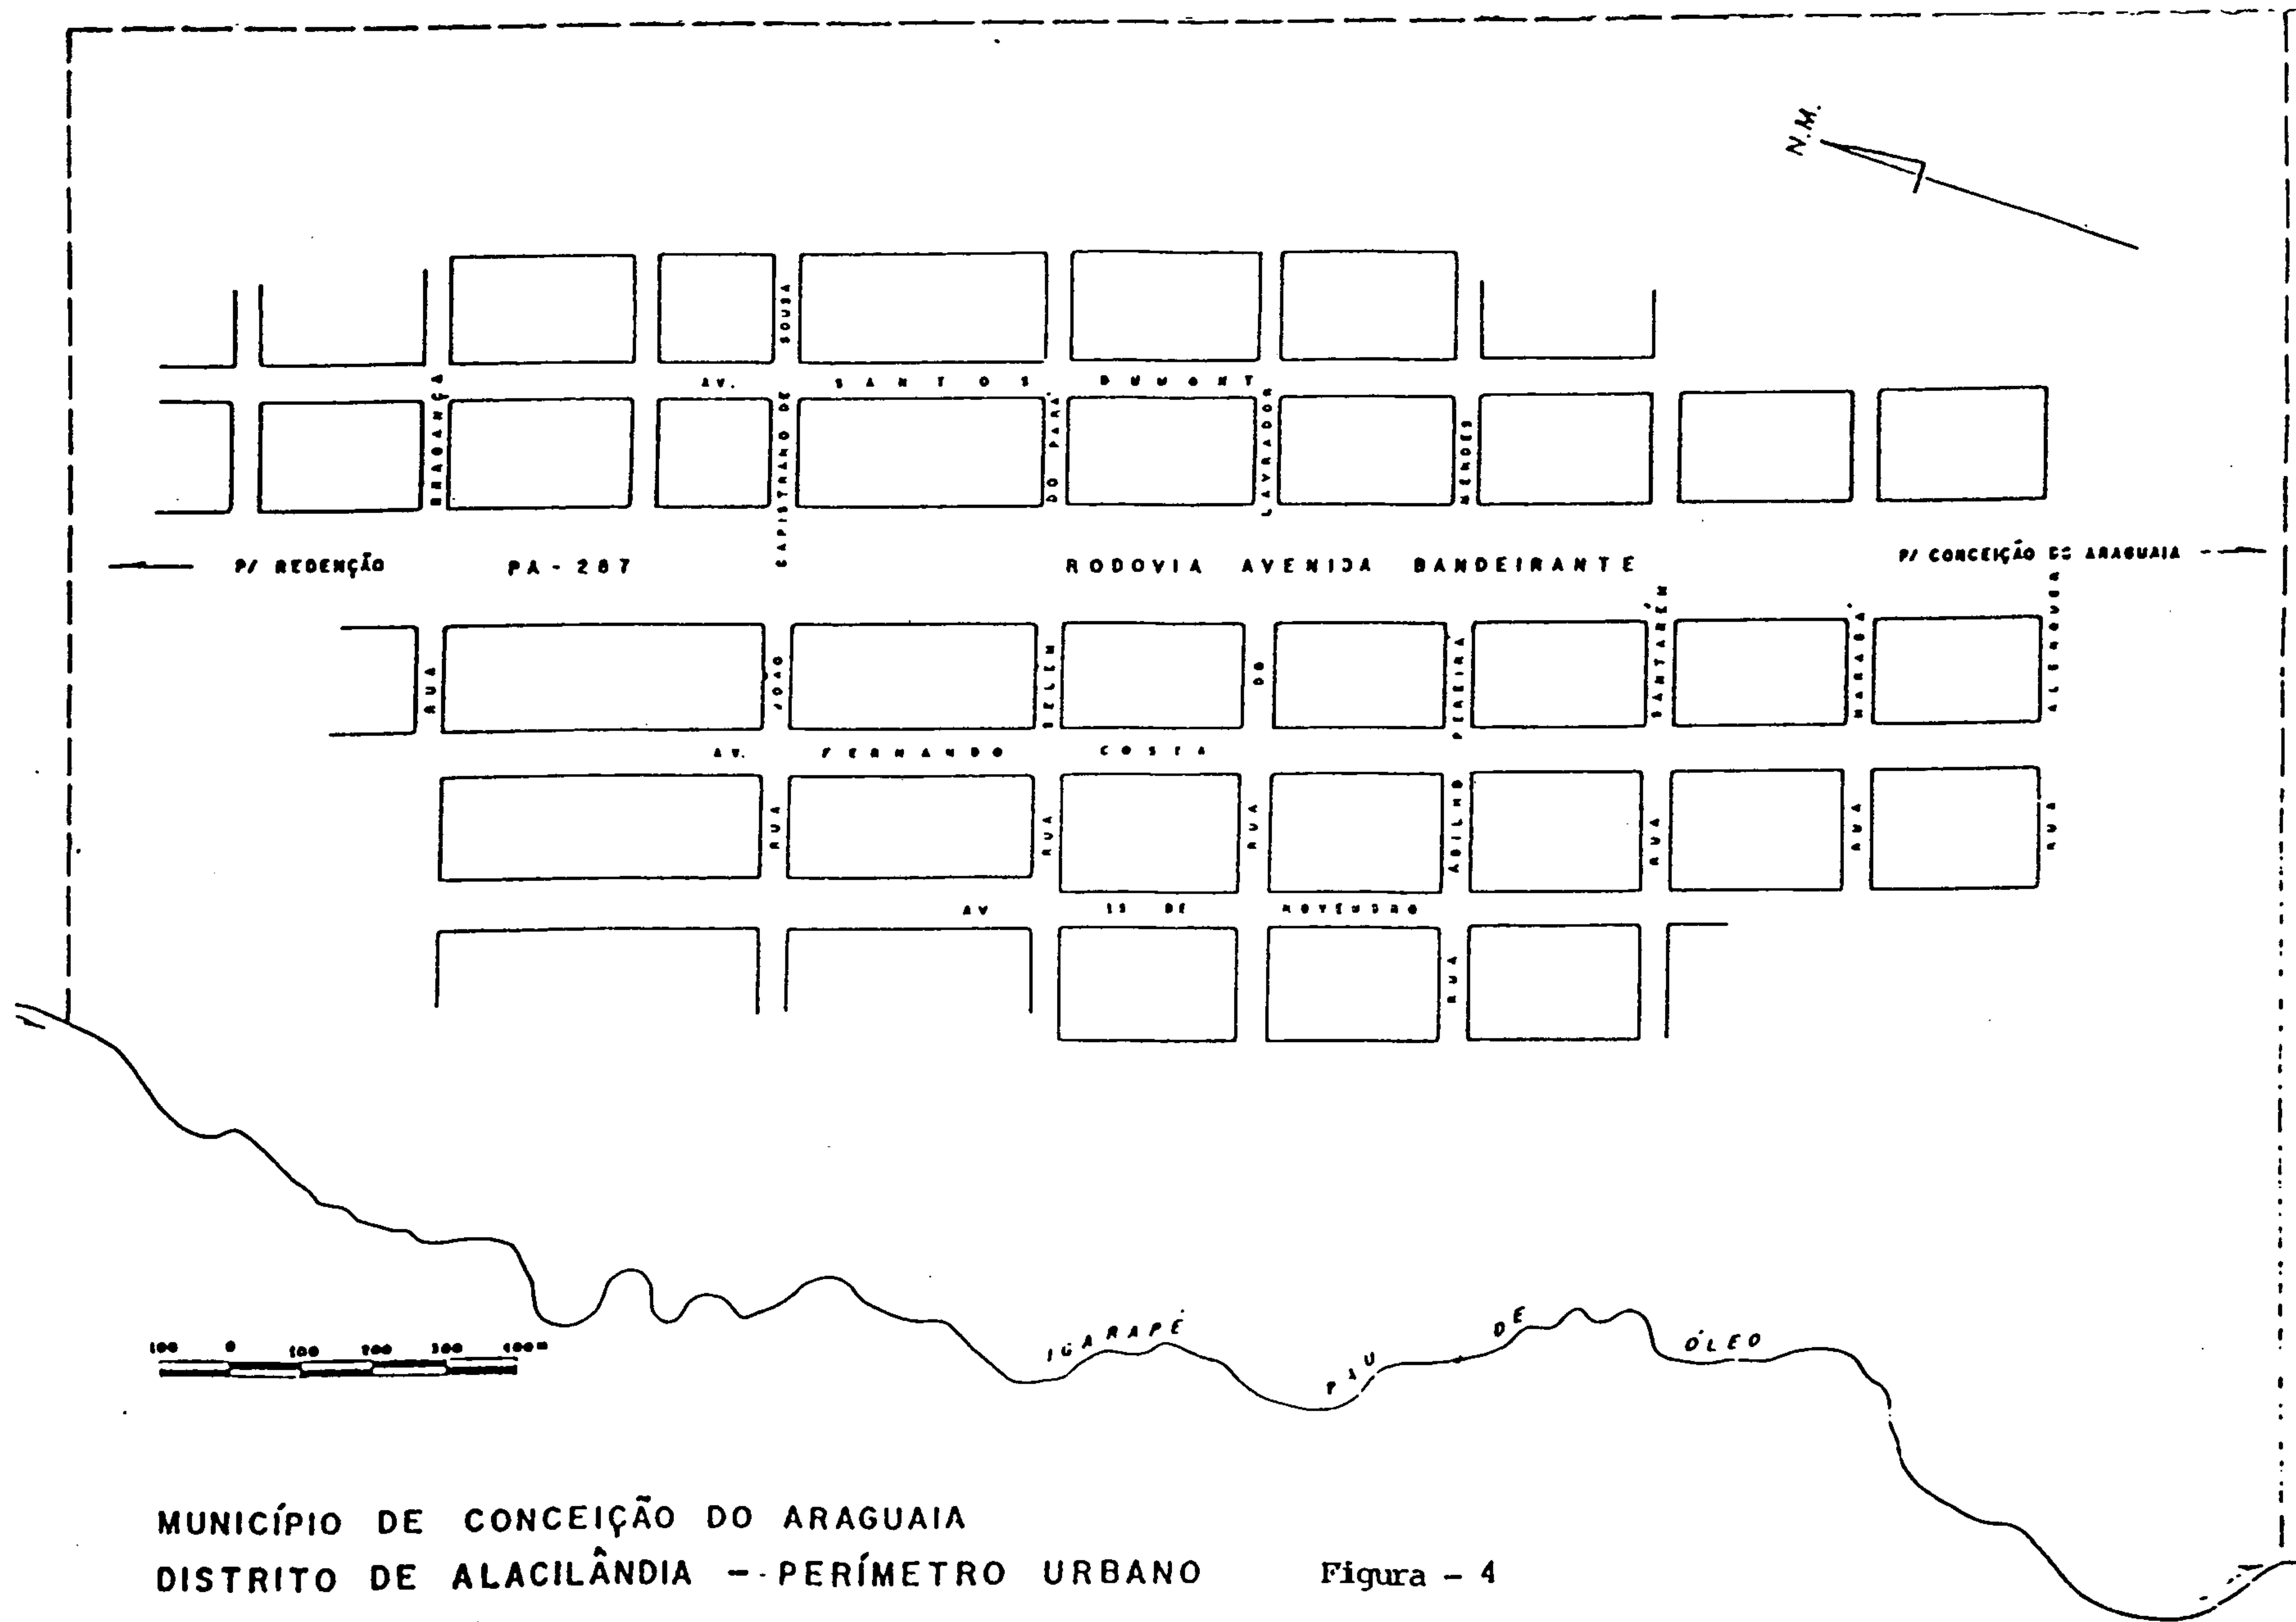 N.M.
RUA BRAGANÇA
RUA JOÃO CAPISTRANO DE SOUSA
RUA BELEM DO PARÁ
RUA DO LAVRADOR
RUA ABILHO PEREIRA MENDES
RUA SANTARÉM
RUA MARABÁ
RUA ALENQUER
AV. SANTOS DUMONT
P/ REDENÇÃO PA - 287 RODOVIA AVENIDA BANDEIRANTE P/ CONCEIÇÃO DO ARAGUAIA
AV. FERNANDO COSTA
AV 15 DE NOVEMBRO
IGARAPÉ PAU DE ÓLEO
100 0 100 200 300 400m
MUNICÍPIO DE CONCEIÇÃO DO ARAGUAIA
DISTRITO DE ALACILÂNDIA - PERÍMETRO URBANO Figura - 4